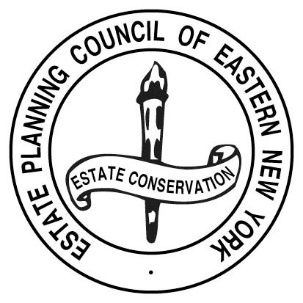 ESTATE PLANNING COUNCIL OF EASTERN NEW YORK
ESTATE CONSERVATION